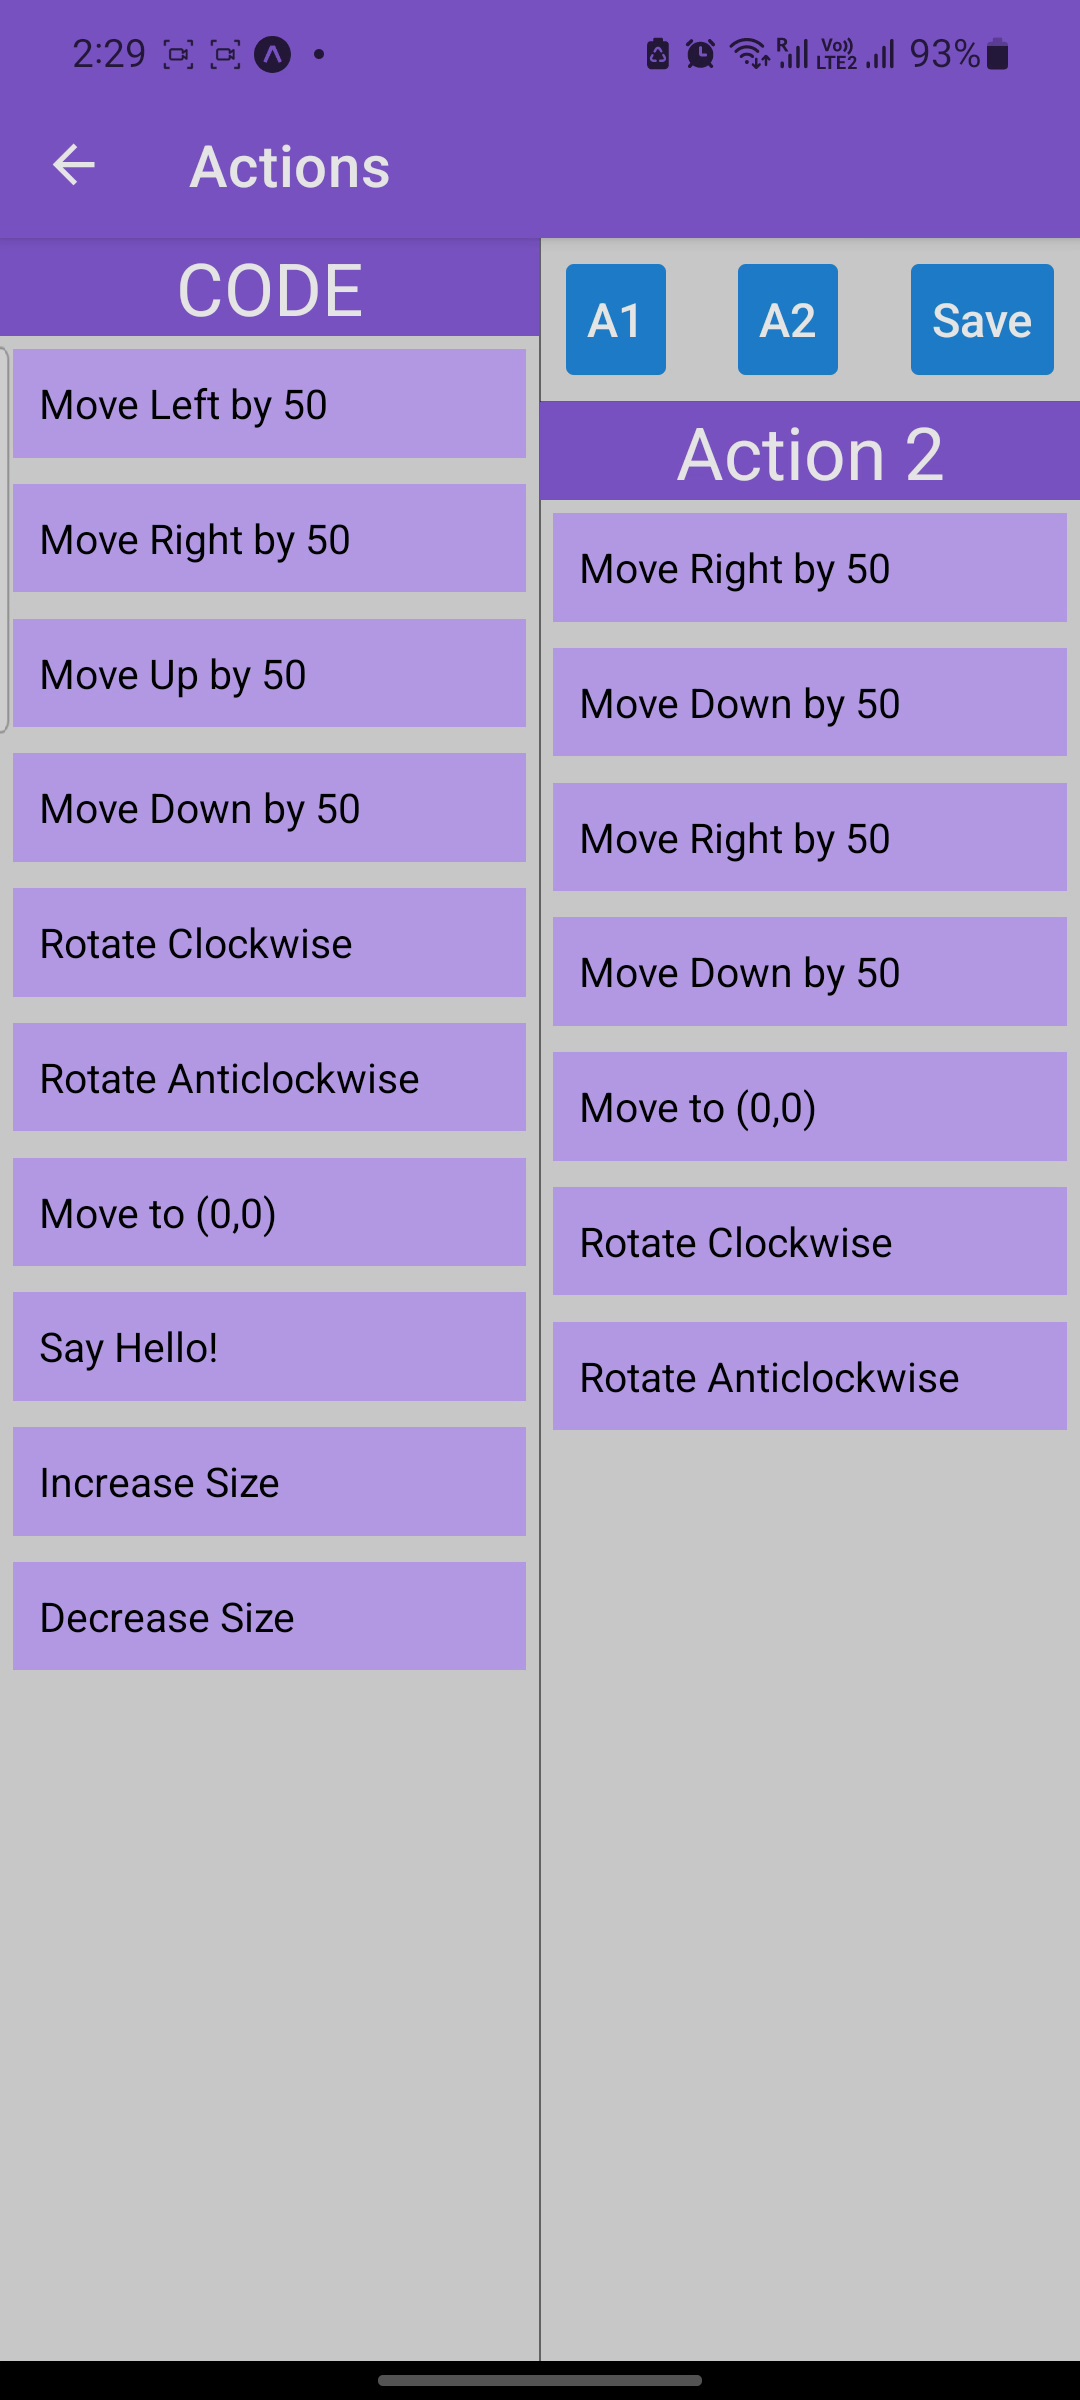 2:29
R
Vo))
LTE2
93%
Actions
CODE
Move Left by 50
Move Right by 50
Move Up by 50
Move Down by 50
Rotate Clockwise
Rotate Anticlockwise
Move to (0,0)
Say Hello!
Increase Size
Decrease Size
A1 A2 Save
Action 2
Move Right by 50
Move Down by 50
Move Right by 50
Move Down by 50
Move to (0,0)
Rotate Clockwise
Rotate Anticlockwise